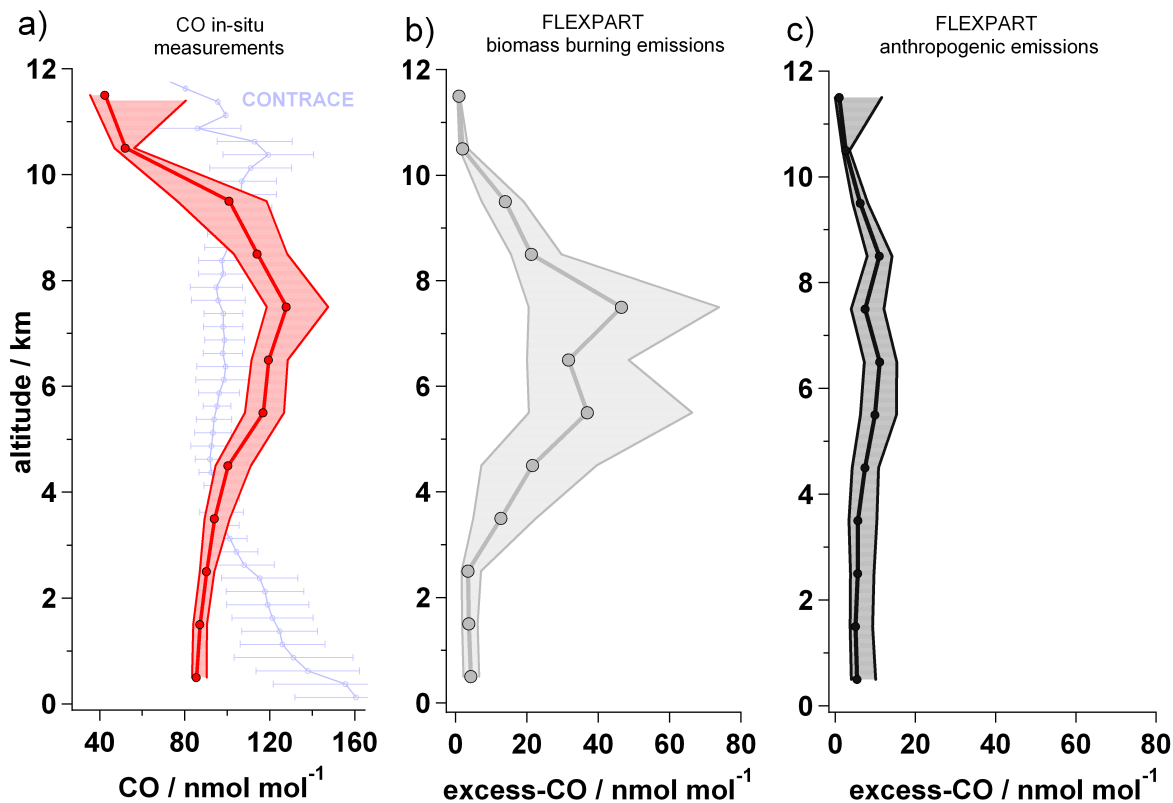 a)
CO in-situ
measurements
CONTRACE
12
10
8
6
4
2
0
altitude / km
40 80 120 160
CO / nmol mol-1
b)
FLEXPART
biomass burning emissions
12
10
8
6
4
2
0
0 20 40 60 80
excess-CO / nmol mol-1
c)
FLEXPART
anthropogenic emissions
12
10
8
6
4
2
0
0 20 40 60 80
excess-CO / nmol mol-1